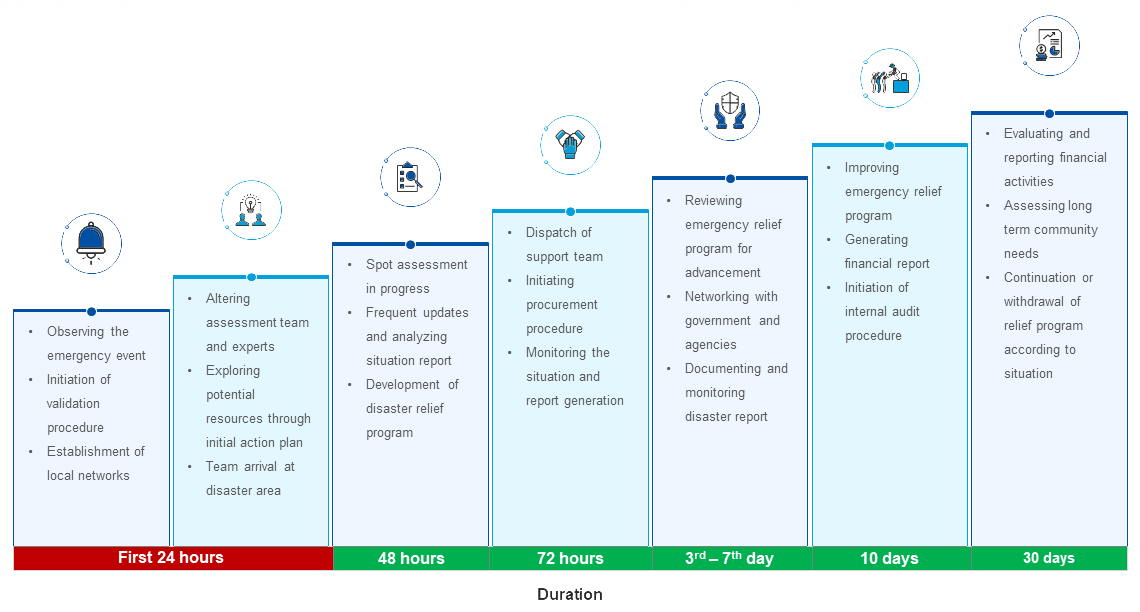 • Observing the
emergency event
• Initiation of
validation
procedure
• Establishment of
local networks
• Altering
assessment team
and experts
• Exploring
potential
resources through
initial action plan
• Team arrival at
disaster area
• Spot assessment
in progress
• Frequent updates
and analyzing
situation report
• Development of
disaster relief
program
• Dispatch of
support team
• Initiating
procurement
procedure
• Monitoring the
situation and
report generation
• Reviewing
emergency relief
program for
advancement
• Networking with
government and
agencies
• Documenting and
monitoring
disaster report
• Improving
emergency relief
program
• Generating
financial report
• Initiation of
internal audit
procedure
• Evaluating and
reporting financial
activities
• Assessing long
term community
needs
• Continuation or
withdrawal of
relief program
according to
situation
First 24 hours
48 hours
72 hours
3rd – 7th day
10 days
30 days
Duration